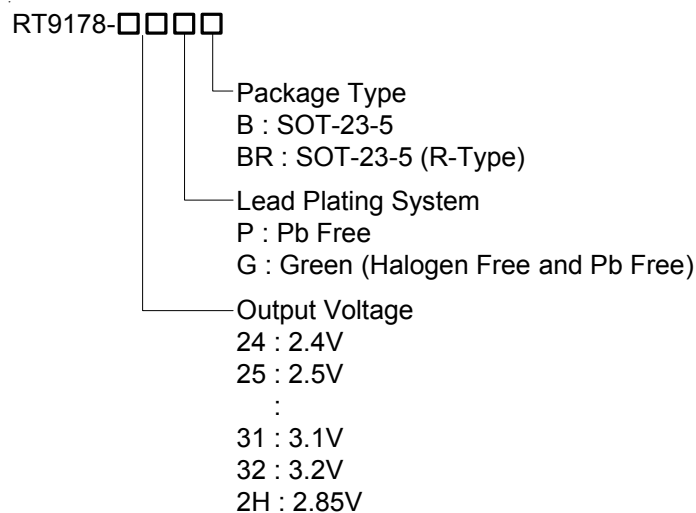 RT9178-□□□□
Package Type
B : SOT-23-5
BR : SOT-23-5 (R-Type)
Lead Plating System
P : Pb Free
G : Green (Halogen Free and Pb Free)
Output Voltage
24 : 2.4V
25 : 2.5V
:
31 : 3.1V
32 : 3.2V
2H : 2.85V